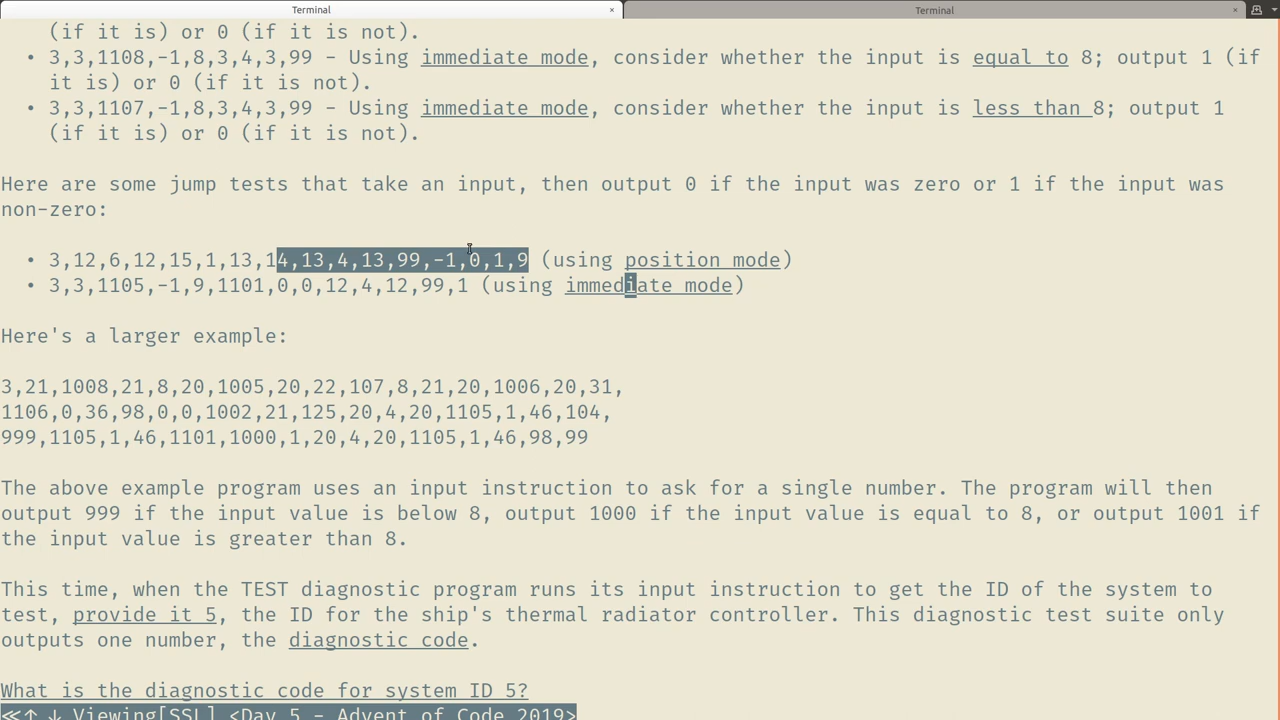 Terminal × Terminal ×
(if it is) or 0 (if it is not).
• 3,3,1108,-1,8,3,4,3,99 - Using immediate mode, consider whether the input is equal to 8; output 1 (if
it is) or 0 (if it is not).
• 3,3,1107,-1,8,3,4,3,99 - Using immediate mode, consider whether the input is less than 8; output 1
(if it is) or 0 (if it is not).
Here are some jump tests that take an input, then output 0 if the input was zero or 1 if the input was
non-zero:
• 3,12,6,12,15,1,13,14,13,4,13,99,-1,0,1,9 (using position mode)
• 3,3,1105,-1,9,1101,0,0,12,4,12,99,1 (using immediate mode)
Here's a larger example:
3,21,1008,21,8,20,1005,20,22,107,8,21,20,1006,20,31,
1106,0,36,98,0,0,1002,21,125,20,4,20,1105,1,46,104,
999,1105,1,46,1101,1000,1,20,4,20,1105,1,46,98,99
The above example program uses an input instruction to ask for a single number. The program will then
output 999 if the input value is below 8, output 1000 if the input value is equal to 8, or output 1001 if
the input value is greater than 8.
This time, when the TEST diagnostic program runs its input instruction to get the ID of the system to
test, provide it 5, the ID for the ship's thermal radiator controller. This diagnostic test suite only
outputs one number, the diagnostic code.
What is the diagnostic code for system ID 5?
≪↑ ↓ Viewing[SSL] <Day 5 - Advent of Code 2019>